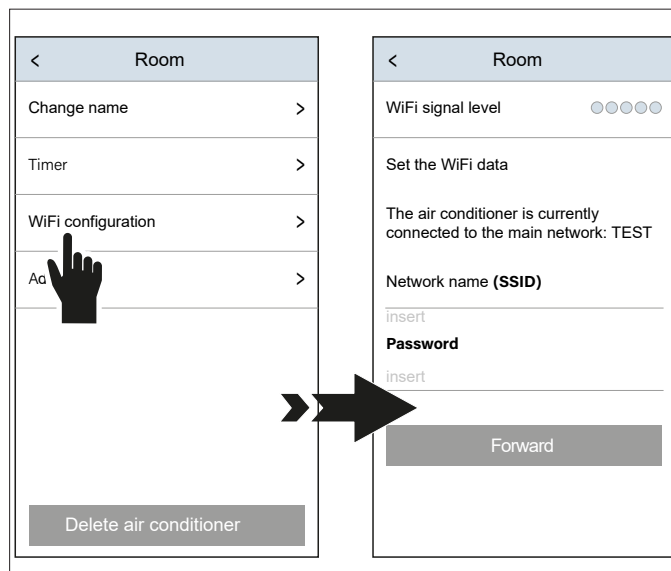 < Room
Change name >
Timer >
WiFi configuration >
Ad >
Delete air conditioner
< Room
WiFi signal level
Set the WiFi data
The air conditioner is currently
connected to the main network: TEST
Network name (SSID)
insert
Password
insert
Forward